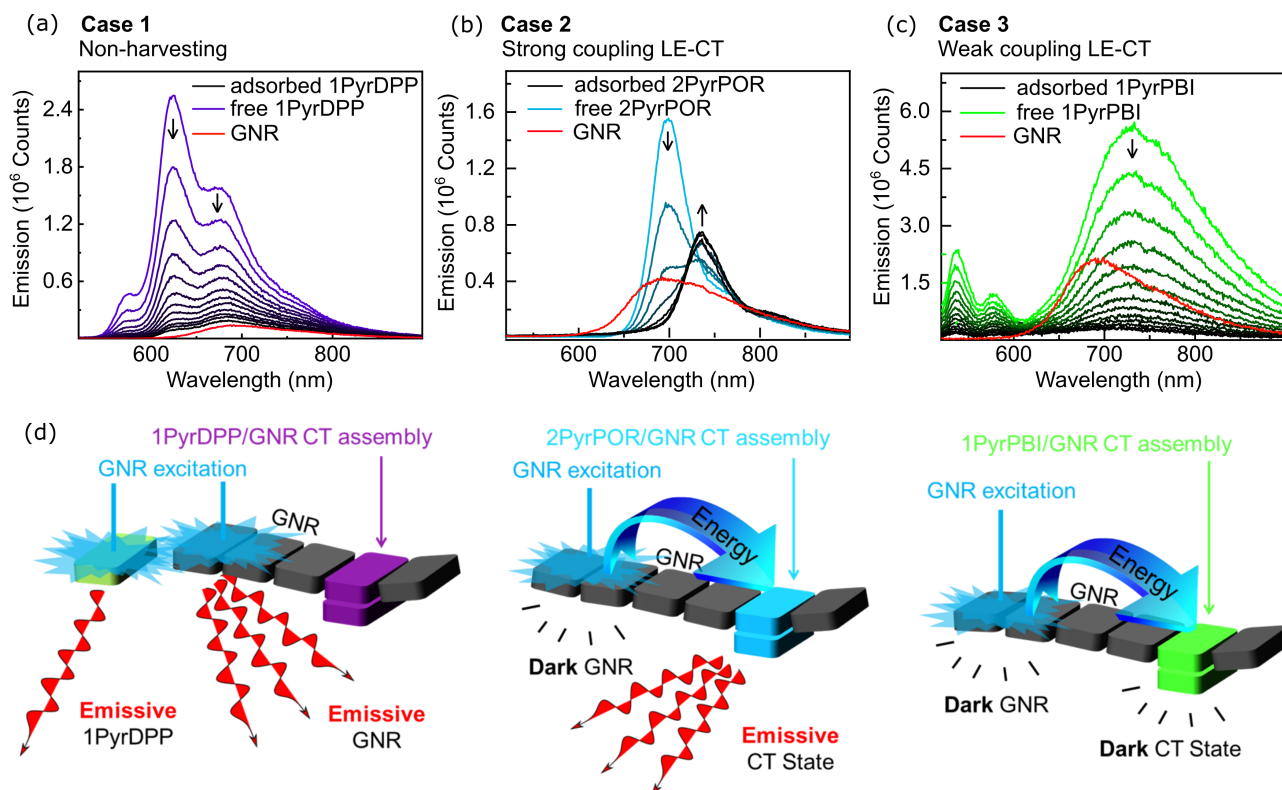 (a) Case 1
Non-harvesting
adsorbed 1PyrDPP
free 1PyrDPP
GNR
2.4
1.8
1.2
0.6
Emission (10⁶ Counts)
600 700 800
Wavelength (nm)
(b) Case 2
Strong coupling LE-CT
adsorbed 2PyrPOR
free 2PyrPOR
GNR
1.6
1.2
0.8
0.4
Emission (10⁶ Counts)
600 700 800
Wavelength (nm)
(c) Case 3
Weak coupling LE-CT
adsorbed 1PyrPBI
free 1PyrPBI
GNR
6.0
4.5
3.0
1.5
Emission (10⁶ Counts)
600 700 800
Wavelength (nm)
(d)
1PyrDPP/GNR CT assembly
GNR excitation
GNR
Emissive
1PyrDPP
Emissive
GNR
2PyrPOR/GNR CT assembly
GNR excitation
Energy
GNR
Dark GNR
Emissive
CT State
1PyrPBI/GNR CT assembly
GNR excitation
Energy
GNR
Dark GNR
Dark CT State